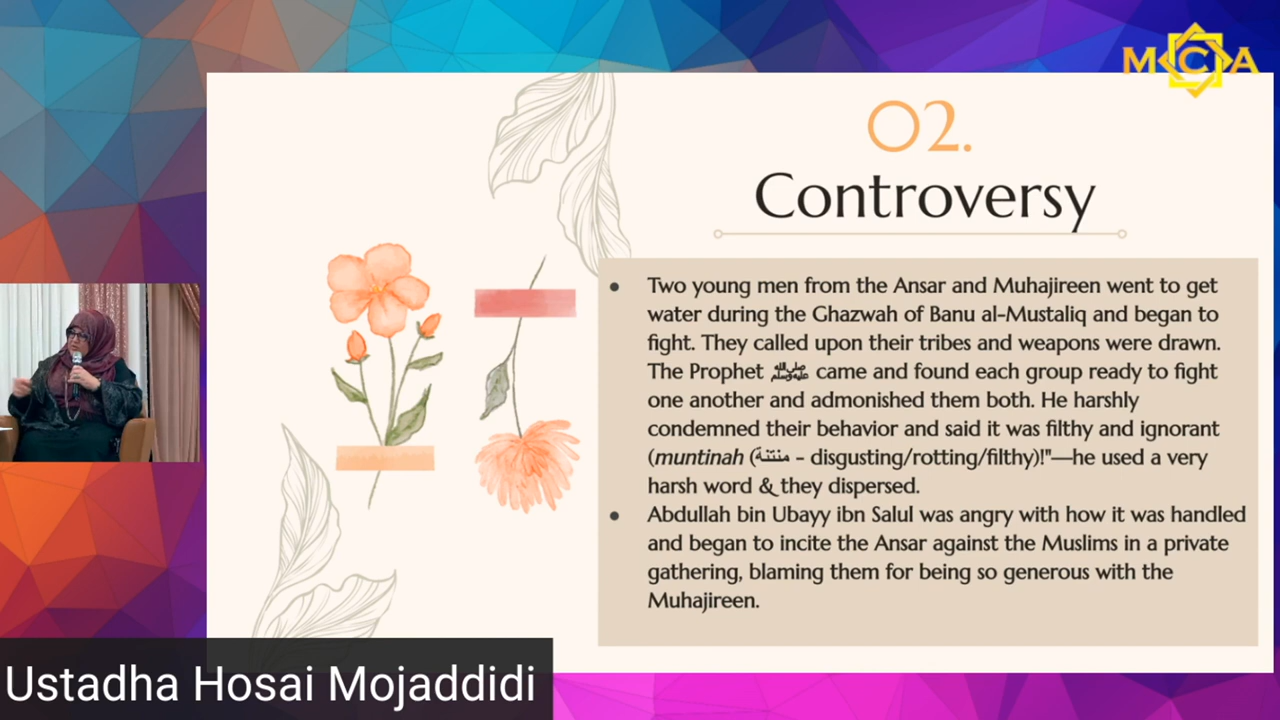 MCA
02.
Controversy
• Two young men from the Ansar and Muhajireen went to get
water during the Ghazwah of Banu al-Mustaliq and began to
fight. They called upon their tribes and weapons were drawn.
The Prophet ﷺ came and found each group ready to fight
one another and admonished them both. He harshly
condemned their behavior and said it was filthy and ignorant
(muntinah (منتنة - disgusting/rotting/filthy)!"—he used a very
harsh word & they dispersed.
• Abdullah bin Ubayy ibn Salul was angry with how it was handled
and began to incite the Ansar against the Muslims in a private
gathering, blaming them for being so generous with the
Muhajireen.
Ustadha Hosai Mojaddidi